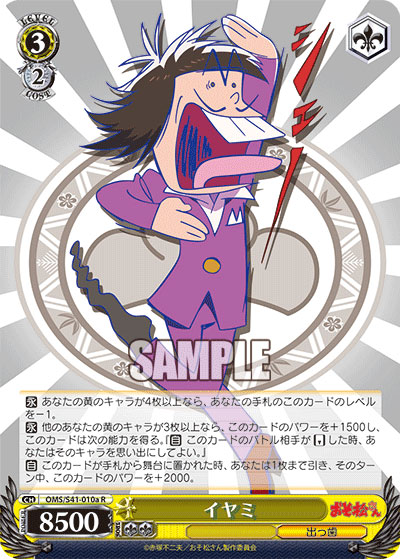 LEVEL
3
2
COST
シェー!
SAMPLE
永 あなたの黄のキャラが4枚以上なら、あなたの手札のこのカードのレベルを－1。
永 他のあなたの黄のキャラが3枚以上なら、このカードのパワーを＋1500し、このカードは次の能力を得る。『自 このカードのバトル相手が した時、あなたはそのキャラを思い出にしてよい。』
自 このカードが手札から舞台に置かれた時、あなたは1枚まで引き、そのターン中、このカードのパワーを＋2000。
CH OMS/S41-010a R
8500
イヤミ
おそ松さん
出っ歯
©赤塚不二夫／おそ松さん製作委員会